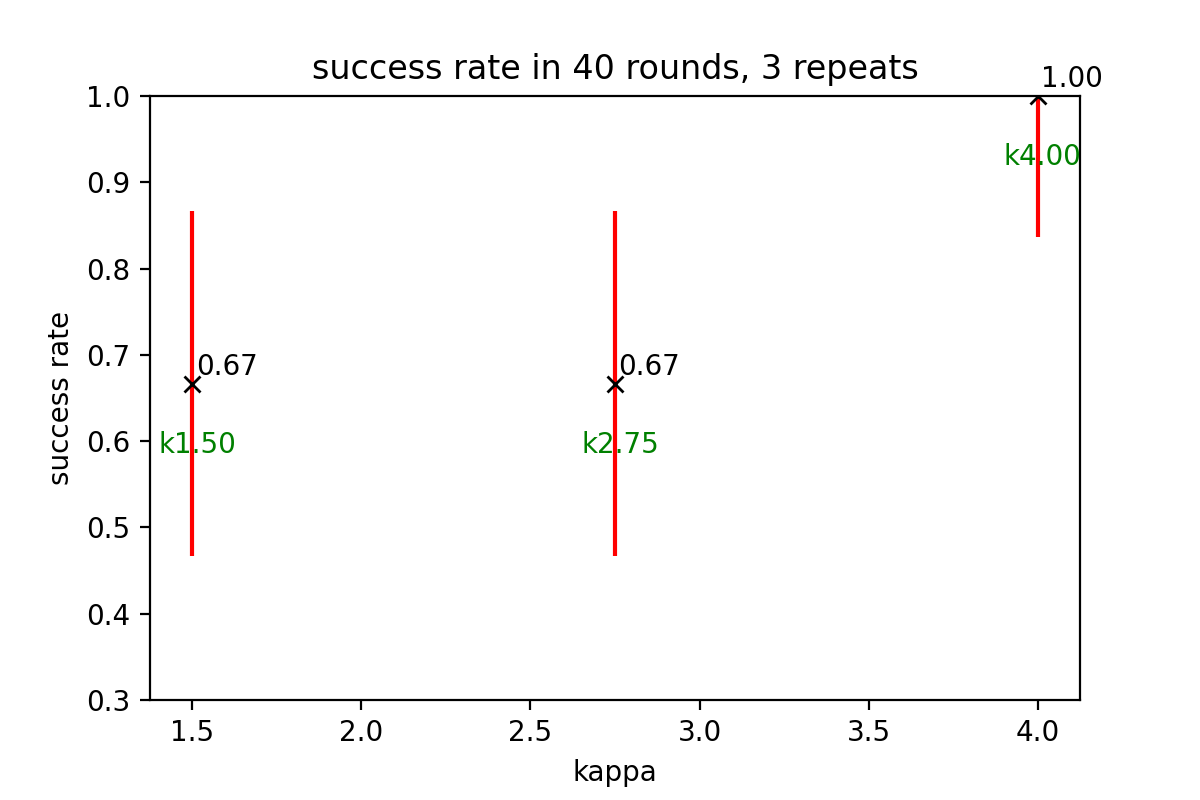 success rate in 40 rounds, 3 repeats
1.00
1.0
0.9
0.8
0.7
0.6
0.5
0.4
0.3
success rate
k4.00
0.67
0.67
k1.50
k2.75
1.5 2.0 2.5 3.0 3.5 4.0
kappa